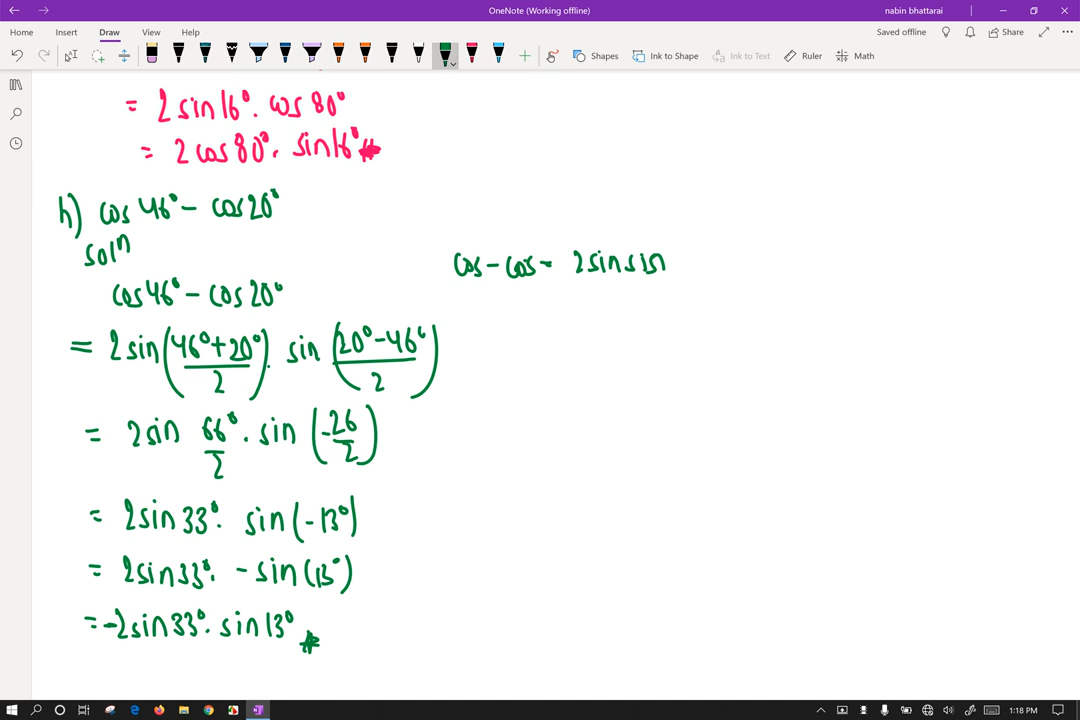 OneNote (Working offline)
nabin bhattarai
Home Insert Draw View Help
Saved offline
Share
Shapes
Ink to Shape
Ink to Text
Ruler
Math
= 2 sin 16°. cos 80°
= 2 cos 80°. sin 16°
h) cos 46° - cos 20°
solⁿ
cos - cos = 2 sin sin
cos 46° - cos 20°
= 2 sin (46° + 20° / 2). sin (20° - 46° / 2)
= 2 sin 66° / 2 . sin (-26 / 2)
= 2 sin 33°. sin (-13°)
= 2 sin 33°. - sin (13°)
= -2 sin 33°. sin 13°
1:18 PM